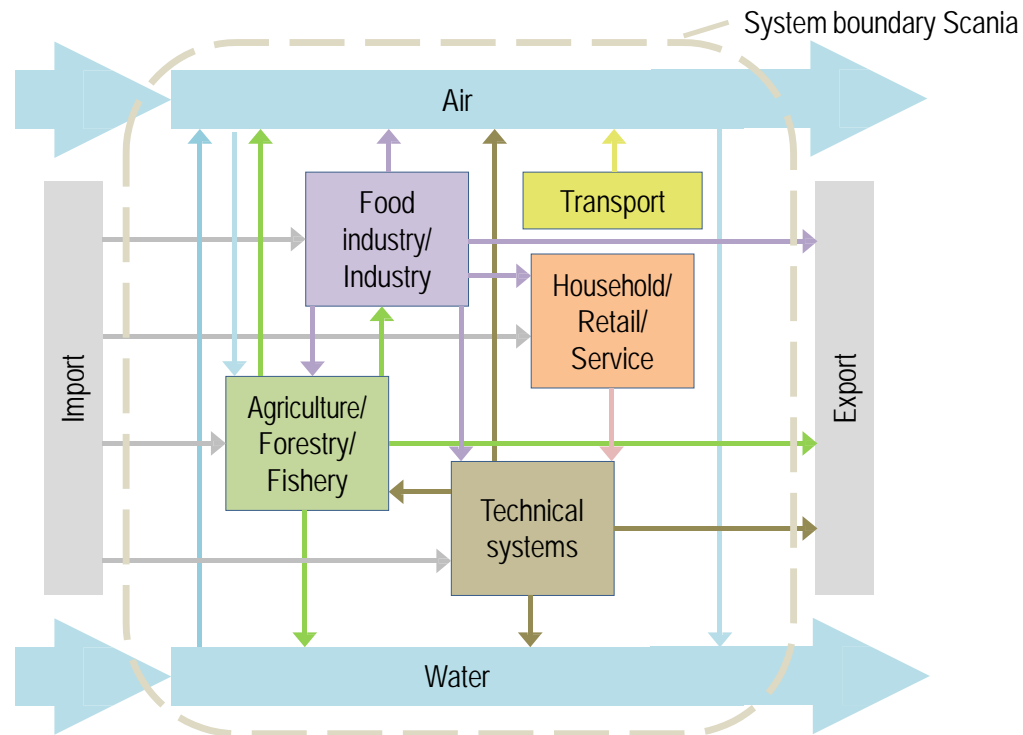 System boundary Scania
Air
Food
industry/
Industry
Transport
Household/
Retail/
Service
Import
Export
Agriculture/
Forestry/
Fishery
Technical
systems
Water